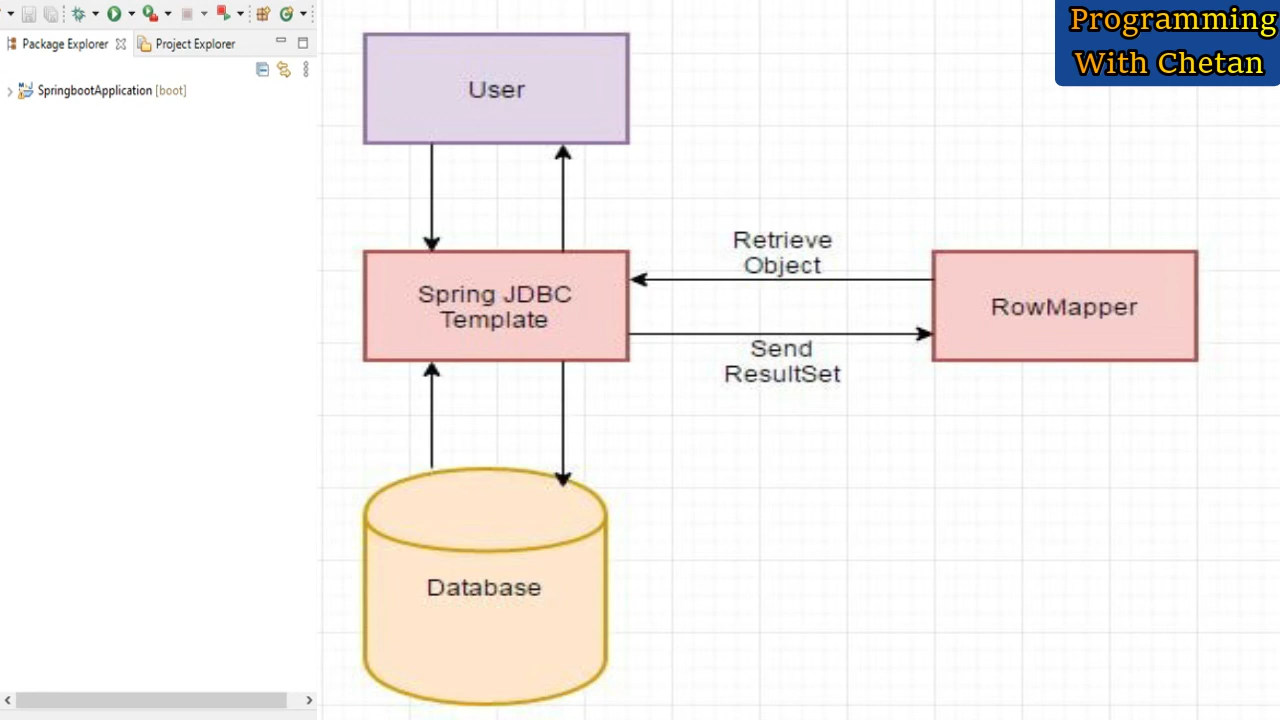 Programming
With Chetan
Package Explorer
Project Explorer
SpringbootApplication [boot]
User
Spring JDBC
Template
Retrieve
Object
Send
ResultSet
RowMapper
Database